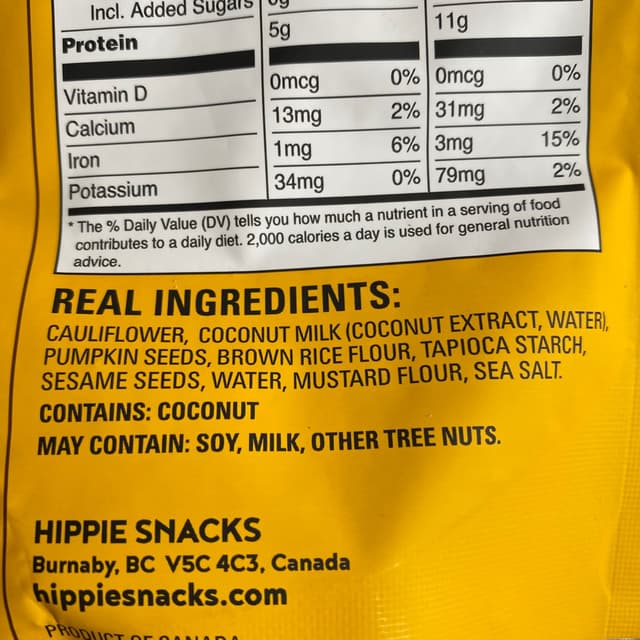 Incl. Added Sugars 0g
Protein 5g 11g
Vitamin D 0mcg 0% 0mcg 0%
Calcium 13mg 2% 31mg 2%
Iron 1mg 6% 3mg 15%
Potassium 34mg 0% 79mg 2%
* The % Daily Value (DV) tells you how much a nutrient in a serving of food
contributes to a daily diet. 2,000 calories a day is used for general nutrition
advice.
REAL INGREDIENTS:
CAULIFLOWER, COCONUT MILK (COCONUT EXTRACT, WATER),
PUMPKIN SEEDS, BROWN RICE FLOUR, TAPIOCA STARCH,
SESAME SEEDS, WATER, MUSTARD FLOUR, SEA SALT.
CONTAINS: COCONUT
MAY CONTAIN: SOY, MILK, OTHER TREE NUTS.
HIPPIE SNACKS
Burnaby, BC V5C 4C3, Canada
hippiesnacks.com
PRODUCT OF CANADA